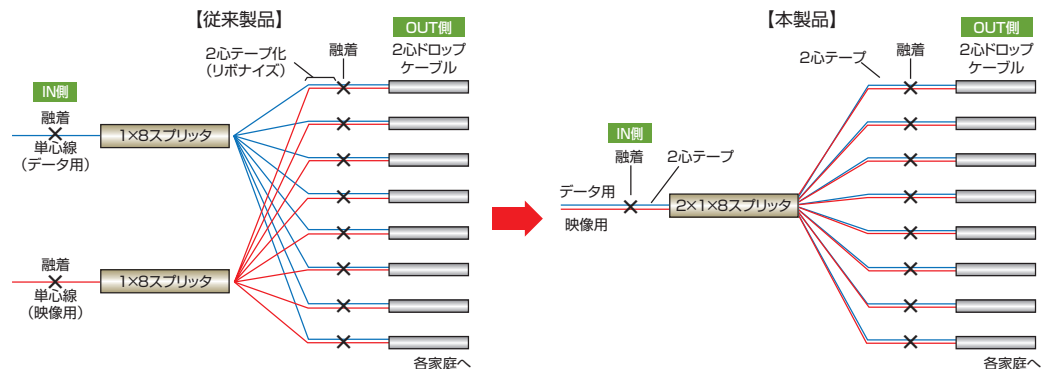 【従来製品】
OUT側
2心ドロップ
ケーブル
2心テープ化
（リボナイズ）
融着
IN側
融着
単心線
（データ用）
1×8スプリッタ
融着
単心線
（映像用）
1×8スプリッタ
各家庭へ
【本製品】
OUT側
2心ドロップ
ケーブル
2心テープ
融着
IN側
融着
2心テープ
データ用
映像用
2×1×8スプリッタ
各家庭へ